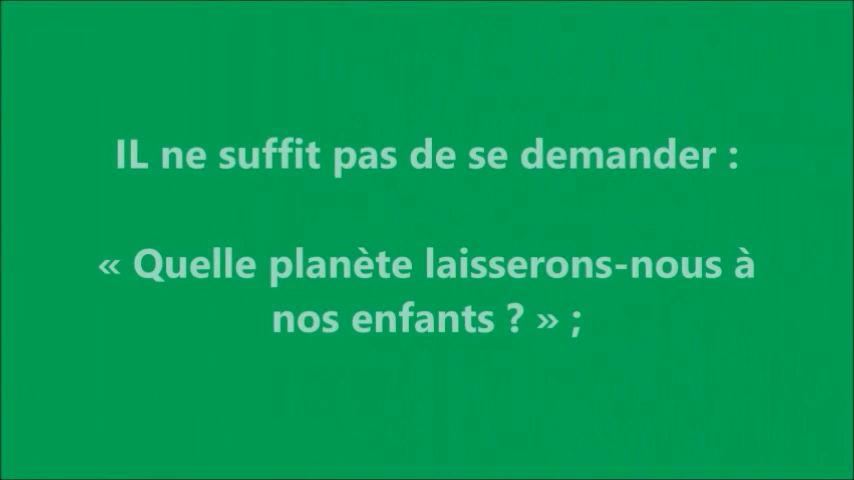 IL ne suffit pas de se demander :
« Quelle planète laisserons-nous à
nos enfants ? » ;